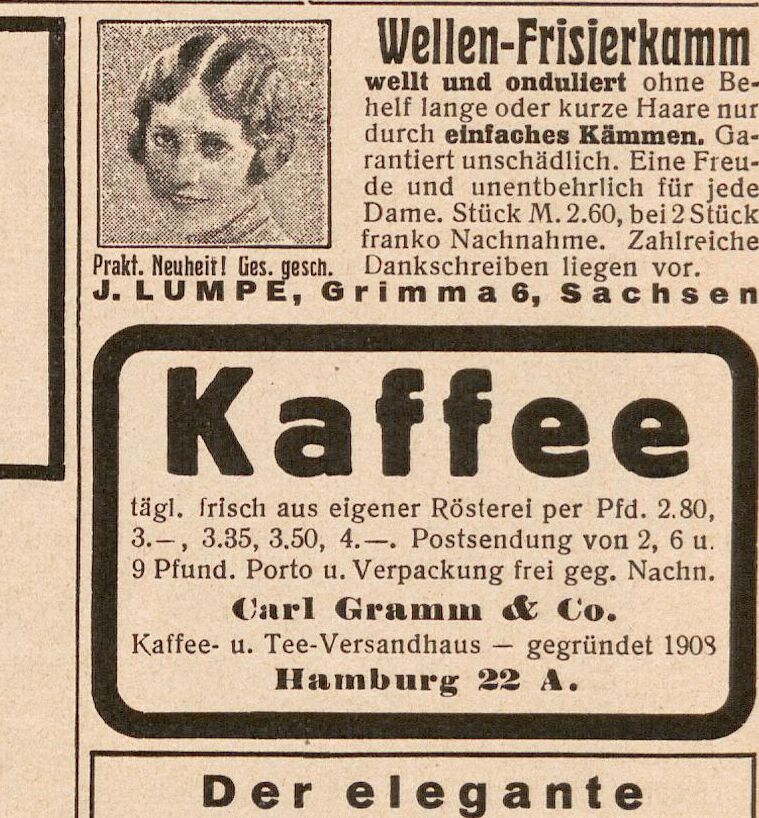 Wellen-Frisierkamm
wellt und onduliert ohne Be-
helf lange oder kurze Haare nur
durch einfaches Kämmen. Ga-
rantiert unschädlich. Eine Freu-
de und unentbehrlich für jede
Dame. Stück M. 2.60, bei 2 Stück
franko Nachnahme. Zahlreiche
Dankschreiben liegen vor.
Prakt. Neuheit! Ges. gesch.
J. LUMPE, Grimma 6, Sachsen
Kaffee
tägl. frisch aus eigener Rösterei per Pfd. 2.80,
3.—, 3.35, 3.50, 4.—. Postsendung von 2, 6 u.
9 Pfund. Porto u. Verpackung frei geg. Nachn.
Carl Gramm & Co.
Kaffee- u. Tee-Versandhaus — gegründet 1908
Hamburg 22 A.
Der elegante